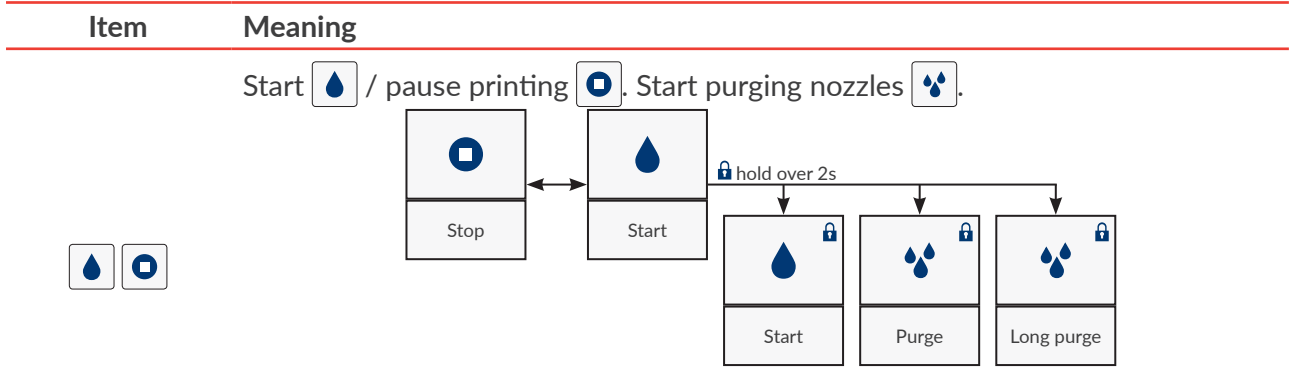 Item Meaning
Start / pause printing . Start purging nozzles .
hold over 2s
Stop Start
Start Purge Long purge